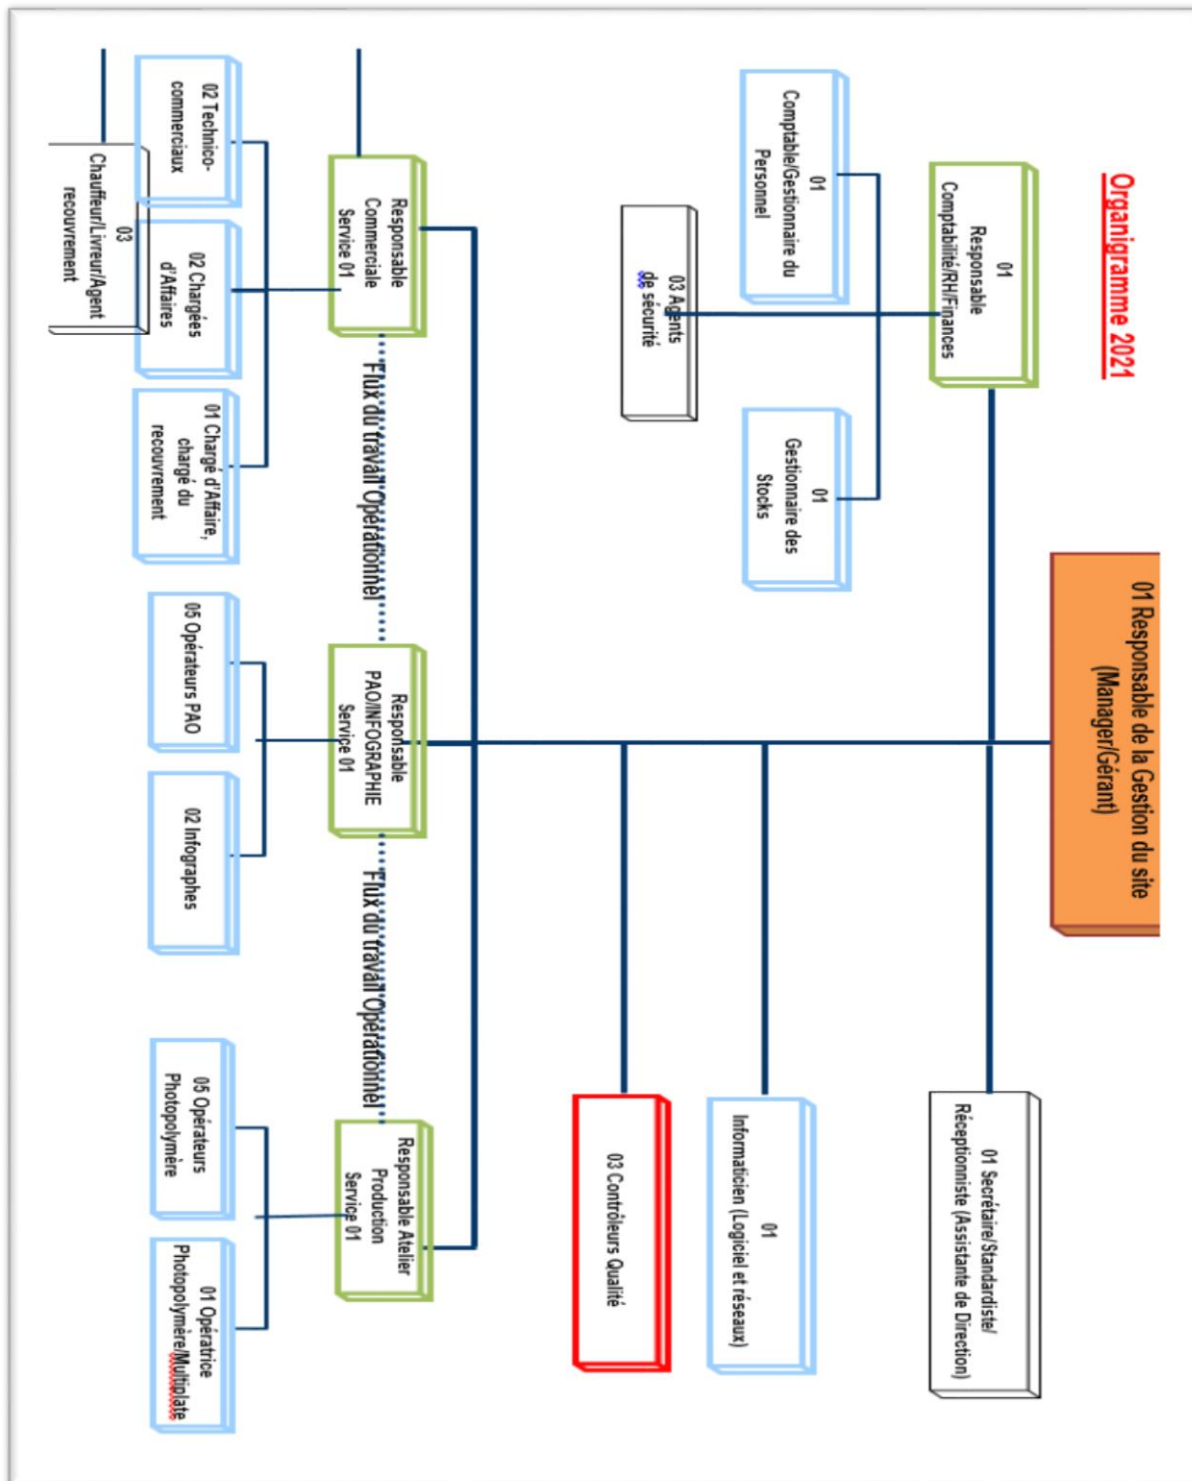 Organigramme 2021
01 Responsable de la Gestion du site
(Manager/Gérant)
01
Responsable
Comptabilité/RH/Finances
01 Secrétaire/Standardiste/
Réceptionniste (Assistante de Direction)
01
Comptable/Gestionnaire du
Personnel
01
Gestionnaire des
Stocks
01
Informaticien (Logiciel et réseaux)
03 Agents
de sécurité
03 Contrôleurs Qualité
Responsable
Commerciale
Service 01
Flux du travail Opérationnel
Responsable
PAO/INFOGRAPHIE
Service 01
Flux du travail Opérationnel
Responsable Atelier
Production
Service 01
02 Technico-
commerciaux
02 Chargées
d'Affaires
01 Chargé d'Affaire,
chargé du
recouvrement
05 Opérateurs PAO
02 Infographes
05 Opérateurs
Photopolymère
01 Opératrice
Photopolymère/Multiplate
03
Chauffeur/Livreur/Agent
recouvrement